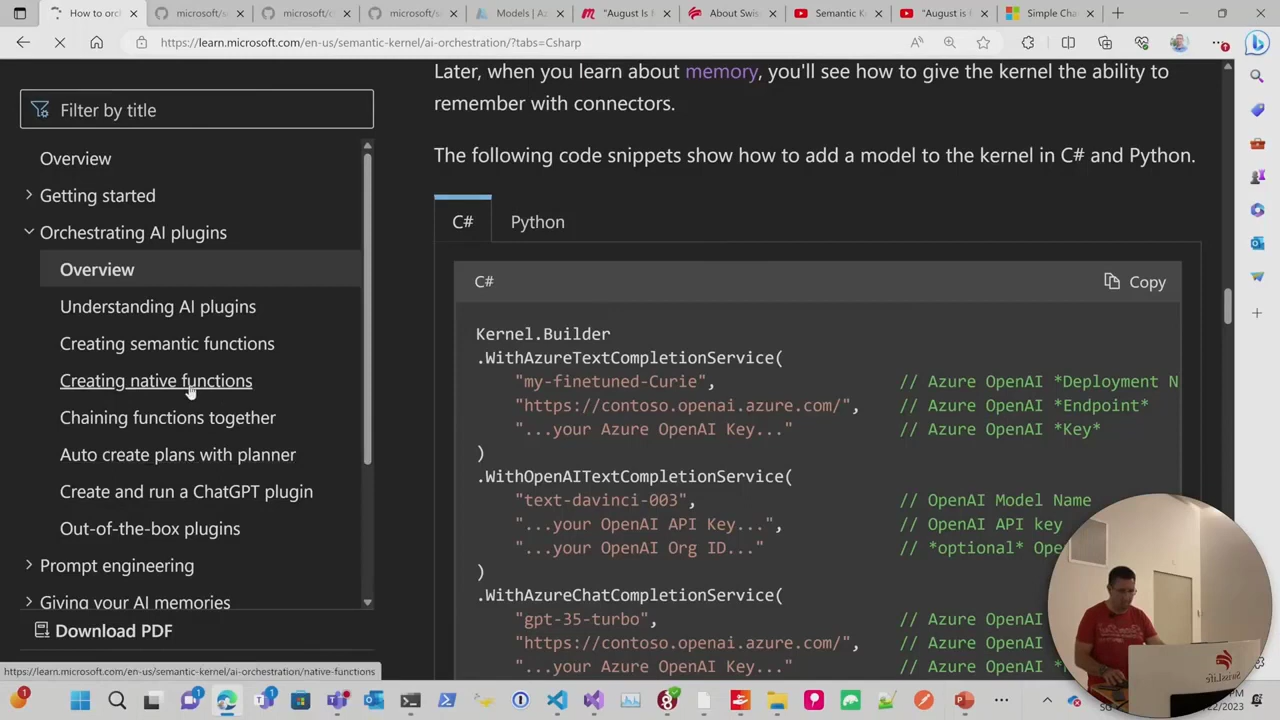 How to orc
microsoft/s
microsoft/c
microsoft/s
Models | Az
"August Is
About Swis
Semantic K
"August is
Simple Cha
https://learn.microsoft.com/en-us/semantic-kernel/ai-orchestration/?tabs=Csharp
Filter by title
Overview
Getting started
Orchestrating AI plugins
Overview
Understanding AI plugins
Creating semantic functions
Creating native functions
Chaining functions together
Auto create plans with planner
Create and run a ChatGPT plugin
Out-of-the-box plugins
Prompt engineering
Giving your AI memories
Download PDF
https://learn.microsoft.com/en-us/semantic-kernel/ai-orchestration/native-functions
Later, when you learn about memory, you'll see how to give the kernel the ability to
remember with connectors.
The following code snippets show how to add a model to the kernel in C# and Python.
C# Python
C# Copy
Kernel.Builder
.WithAzureTextCompletionService(
"my-finetuned-Curie", // Azure OpenAI *Deployment N
"https://contoso.openai.azure.com/", // Azure OpenAI *Endpoint*
"...your Azure OpenAI Key..." // Azure OpenAI *Key*
)
.WithOpenAITextCompletionService(
"text-davinci-003", // OpenAI Model Name
"...your OpenAI API Key...", // OpenAI API key
"...your OpenAI Org ID..." // *optional* Ope
)
.WithAzureChatCompletionService(
"gpt-35-turbo", // Azure OpenAI
"https://contoso.openai.azure.com/", // Azure OpenAI
"...your Azure OpenAI Key..." // Azure OpenAI
SwissLife